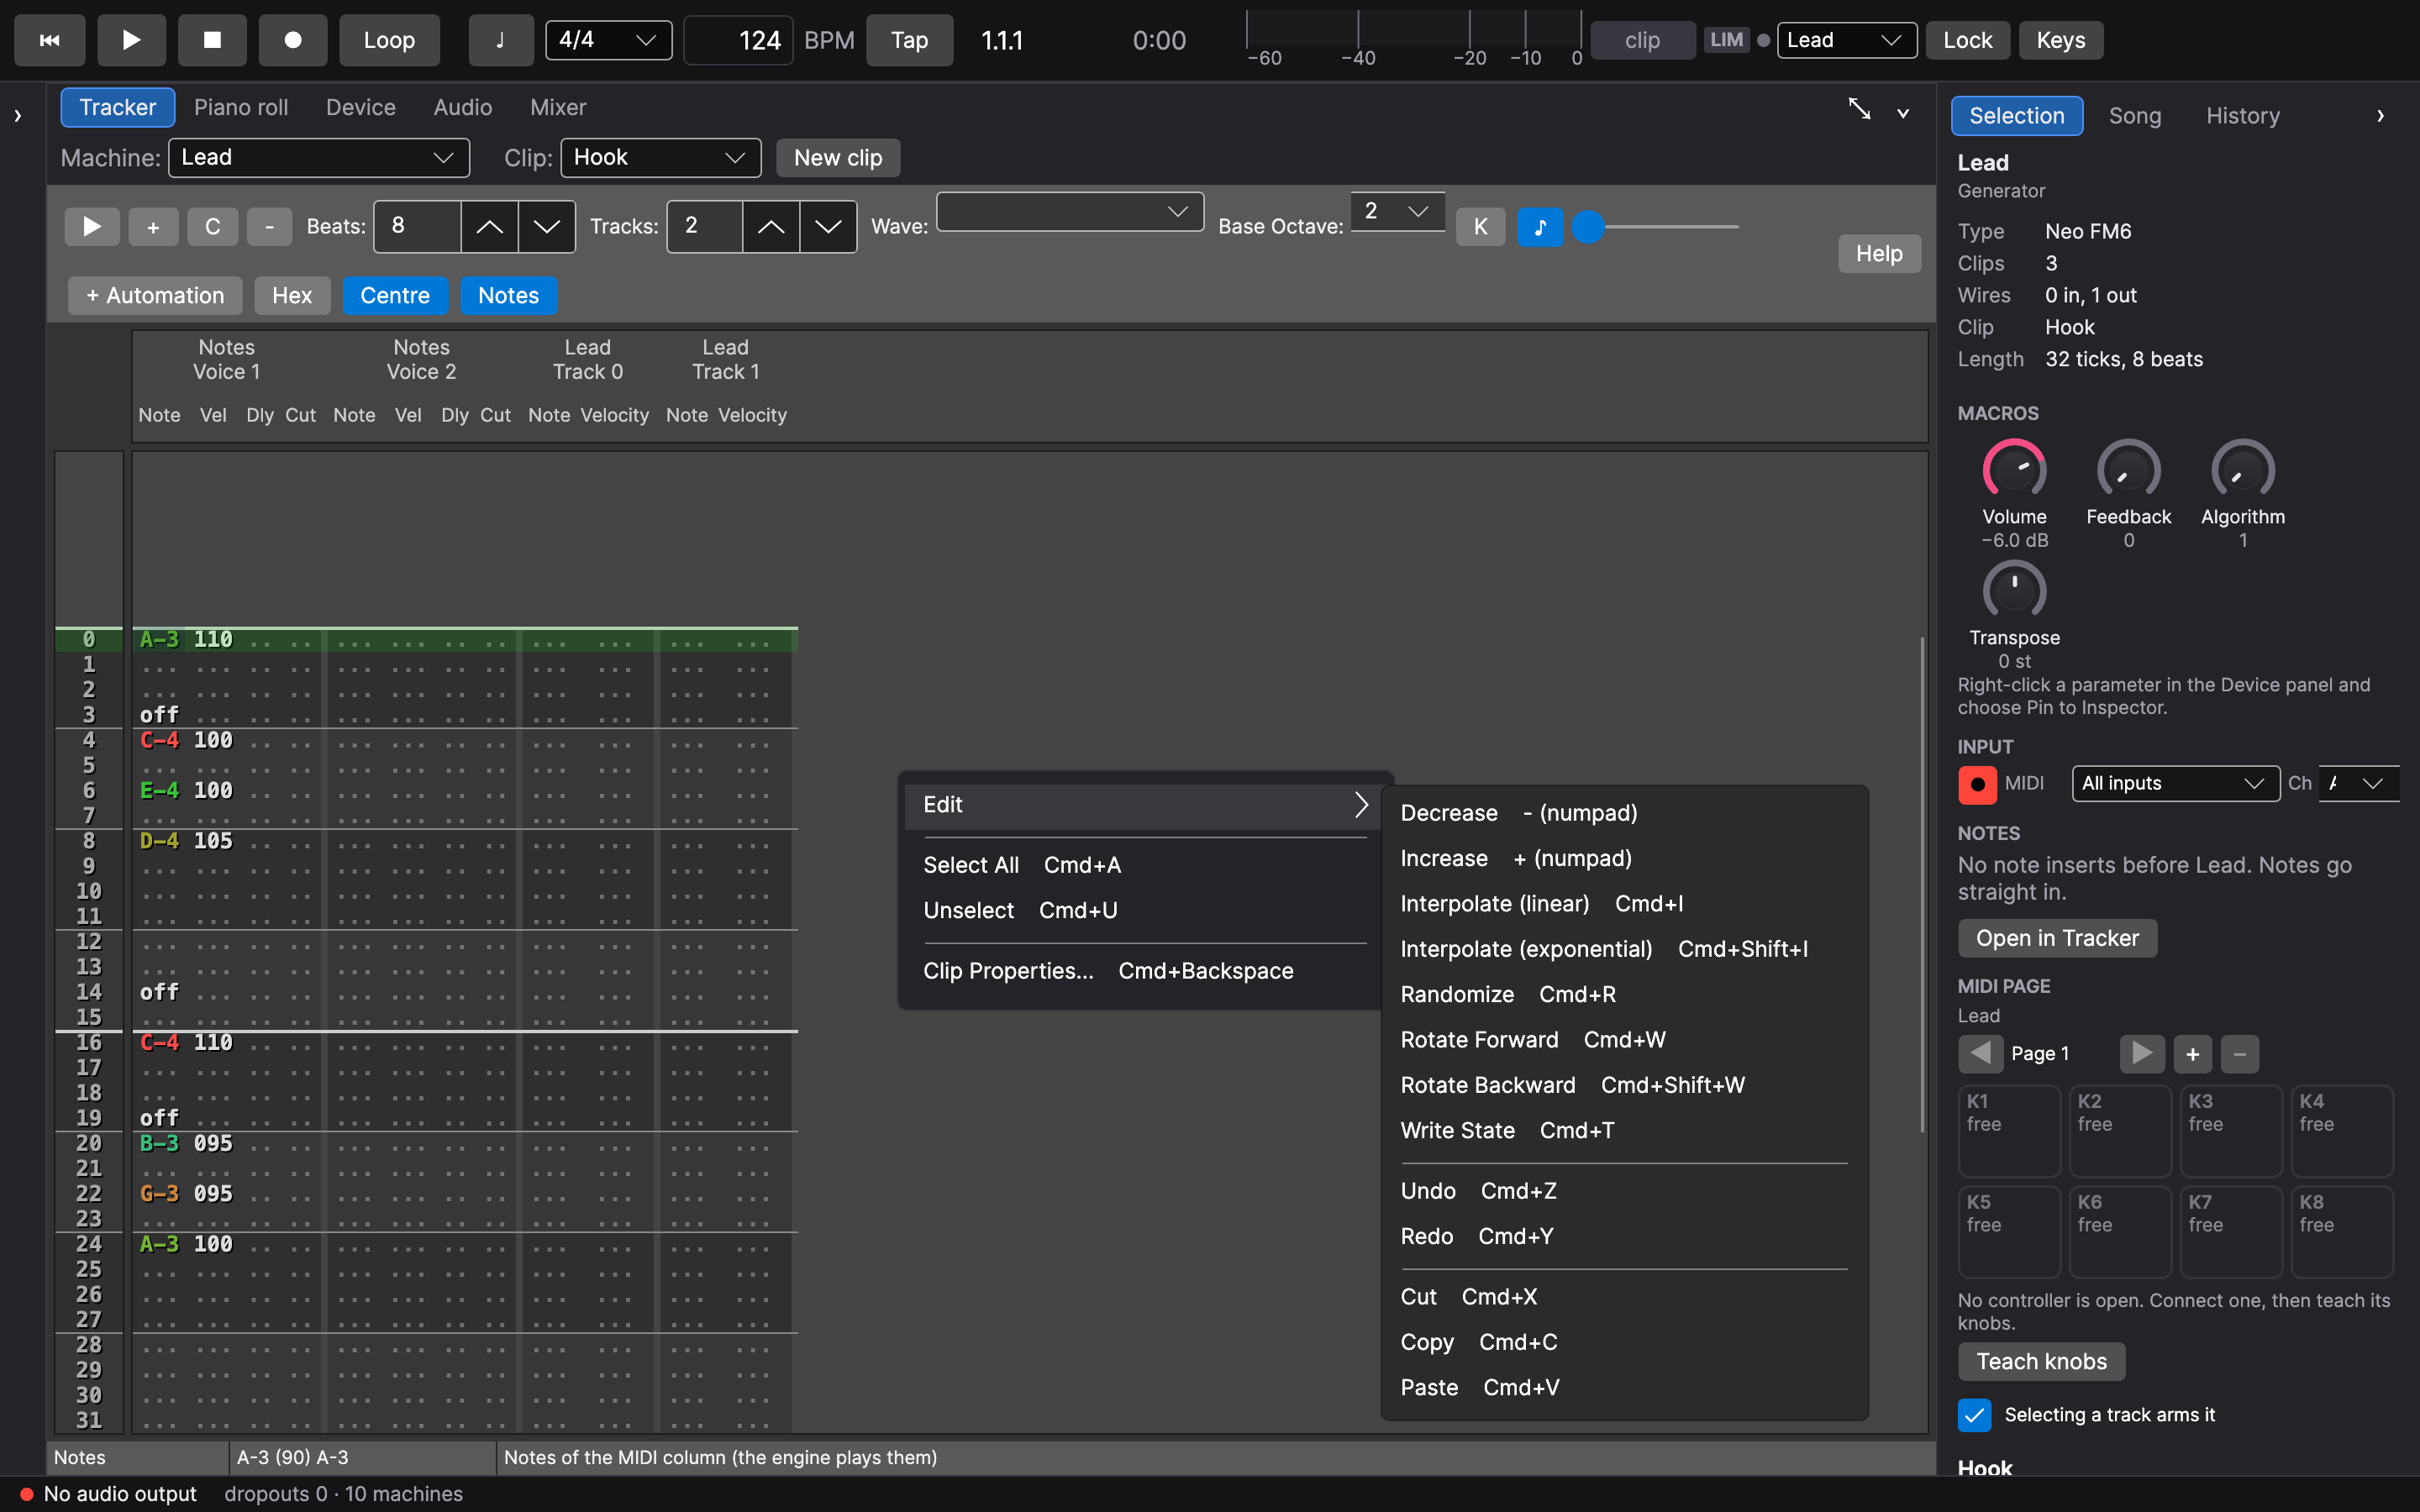 Loop
4/4
124 BPM
Tap
1.1.1
0:00
-60 -40 -20 -10 0
clip
LIM
Lead
Lock
Keys
Tracker Piano roll Device Audio Mixer
Machine: Lead Clip: Hook New clip
+ C - Beats: 8 Tracks: 2 Wave: Base Octave: 2 K
Help
+ Automation Hex Centre Notes
Notes Notes Lead Lead
Voice 1 Voice 2 Track 0 Track 1
Note Vel Dly Cut Note Vel Dly Cut Note Velocity Note Velocity
0 A-3 110
1
2
3 off
4 C-4 100
5
6 E-4 100
7
8 D-4 105
9
10
11
12
13
14 off
15
16 C-4 110
17
18
19 off
20 B-3 095
21
22 G-3 095
23
24 A-3 100
25
26
27
28
29
30
31
Edit
Select All Cmd+A
Unselect Cmd+U
Clip Properties... Cmd+Backspace
Decrease - (numpad)
Increase + (numpad)
Interpolate (linear) Cmd+I
Interpolate (exponential) Cmd+Shift+I
Randomize Cmd+R
Rotate Forward Cmd+W
Rotate Backward Cmd+Shift+W
Write State Cmd+T
Undo Cmd+Z
Redo Cmd+Y
Cut Cmd+X
Copy Cmd+C
Paste Cmd+V
Notes
A-3 (90) A-3
Notes of the MIDI column (the engine plays them)
No audio output dropouts 0 · 10 machines
Selection Song History
Lead
Generator
Type Neo FM6
Clips 3
Wires 0 in, 1 out
Clip Hook
Length 32 ticks, 8 beats
MACROS
Volume Feedback Algorithm
-6.0 dB 0 1
Transpose
0 st
Right-click a parameter in the Device panel and
choose Pin to Inspector.
INPUT
MIDI All inputs Ch
NOTES
No note inserts before Lead. Notes go
straight in.
Open in Tracker
MIDI PAGE
Lead
Page 1 + -
K1 K2 K3 K4
free free free free
K5 K6 K7 K8
free free free free
No controller is open. Connect one, then teach its
knobs.
Teach knobs
Selecting a track arms it
Hook